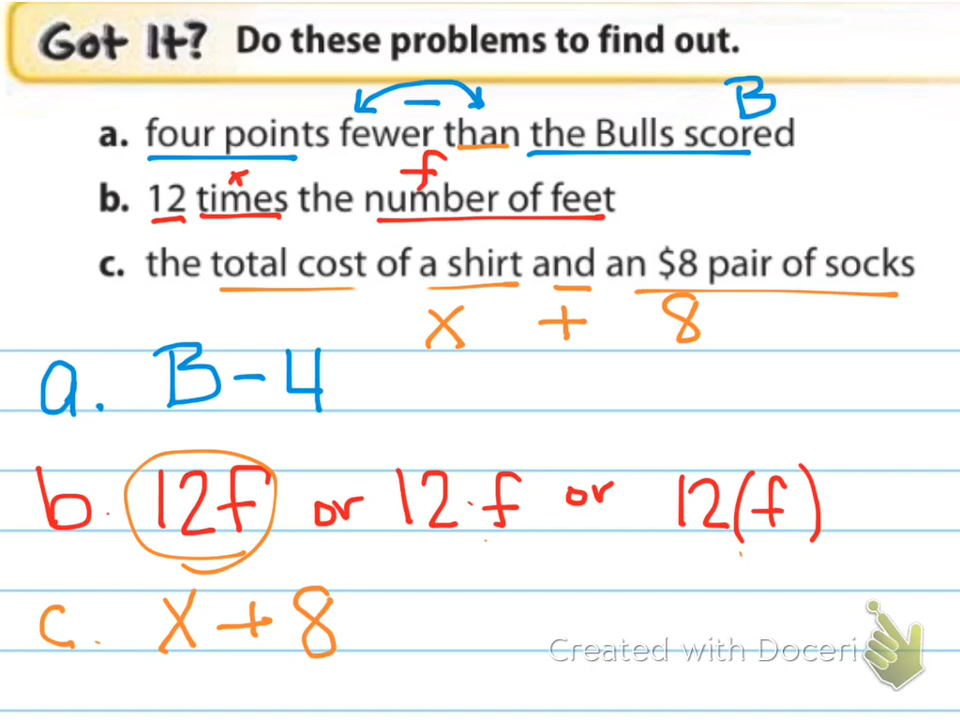 Got It? Do these problems to find out.
− B
a. four points fewer than the Bulls scored
× f
b. 12 times the number of feet
c. the total cost of a shirt and an $8 pair of socks
x + 8
a. B − 4
b. 12f or 12·f or 12(f)
c. x + 8
Created with Doceri